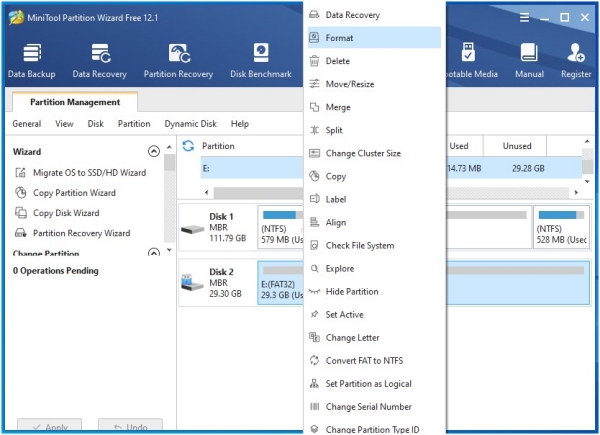 MiniTool Partition Wizard Free 12.1
Data Backup
Data Recovery
Partition Recovery
Disk Benchmark
otable Media
Manual
Register
Partition Management
General View Disk Partition Dynamic Disk Help
Wizard
Migrate OS to SSD/HD Wizard
Copy Partition Wizard
Copy Disk Wizard
Partition Recovery Wizard
Change Partition
0 Operations Pending
Apply
Undo
Partition Used Unused
E: 14.73 MB 29.28 GB
Disk 1
MBR
111.79 GB
(NTFS)
579 MB (Us
(NTFS)
528 MB (Usec
Disk 2
MBR
29.30 GB
E:(FAT32)
29.3 GB (Us
Data Recovery
Format
Delete
Move/Resize
Merge
Split
Change Cluster Size
Copy
Label
Align
Check File System
Explore
Hide Partition
Set Active
Change Letter
Convert FAT to NTFS
Set Partition as Logical
Change Serial Number
Change Partition Type ID